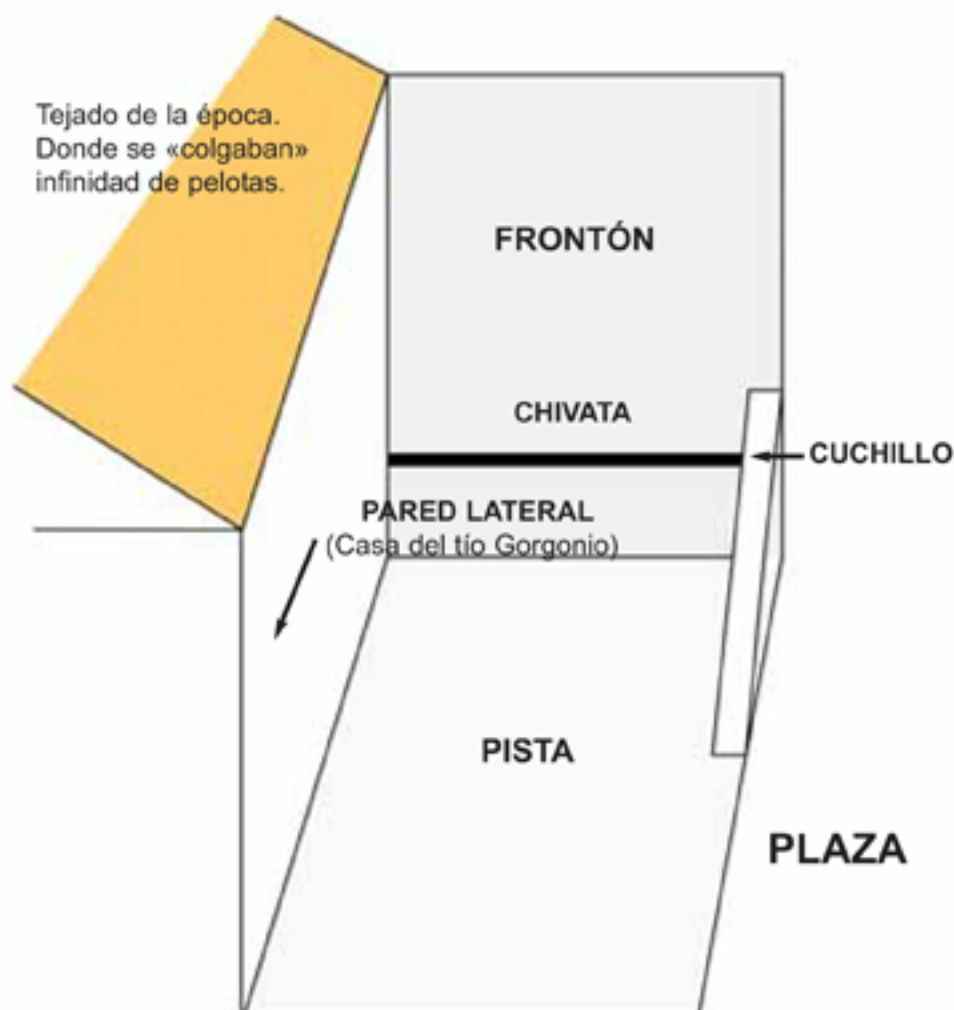 Tejado de la época.
Donde se «colgaban»
infinidad de pelotas.
FRONTÓN
CHIVATA
CUCHILLO
PARED LATERAL
(Casa del tío Gorgonio)
PISTA
PLAZA